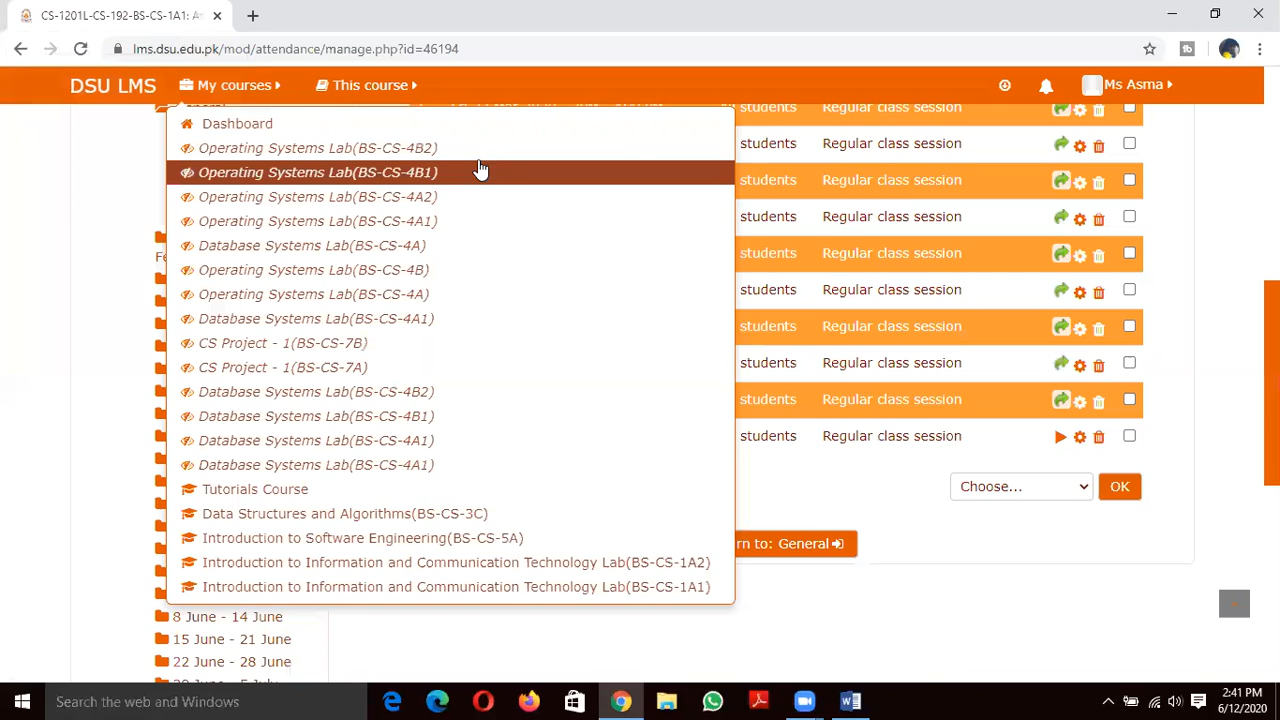 CS-1201L-CS-192-BS-CS-1A1: At
lms.dsu.edu.pk/mod/attendance/manage.php?id=46194
DSU LMS
My courses
This course
Ms Asma
Dashboard
Operating Systems Lab(BS-CS-4B2)
Operating Systems Lab(BS-CS-4B1)
Operating Systems Lab(BS-CS-4A2)
Operating Systems Lab(BS-CS-4A1)
Database Systems Lab(BS-CS-4A)
Operating Systems Lab(BS-CS-4B)
Operating Systems Lab(BS-CS-4A)
Database Systems Lab(BS-CS-4A1)
CS Project - 1(BS-CS-7B)
CS Project - 1(BS-CS-7A)
Database Systems Lab(BS-CS-4B2)
Database Systems Lab(BS-CS-4B1)
Database Systems Lab(BS-CS-4A1)
Database Systems Lab(BS-CS-4A1)
Tutorials Course
Data Structures and Algorithms(BS-CS-3C)
Introduction to Software Engineering(BS-CS-5A)
Introduction to Information and Communication Technology Lab(BS-CS-1A2)
Introduction to Information and Communication Technology Lab(BS-CS-1A1)
8 June - 14 June
15 June - 21 June
22 June - 28 June
students Regular class session
students Regular class session
students Regular class session
students Regular class session
students Regular class session
students Regular class session
students Regular class session
students Regular class session
students Regular class session
students Regular class session
Choose...
OK
rn to: General
Search the web and Windows
2:41 PM
6/12/2020